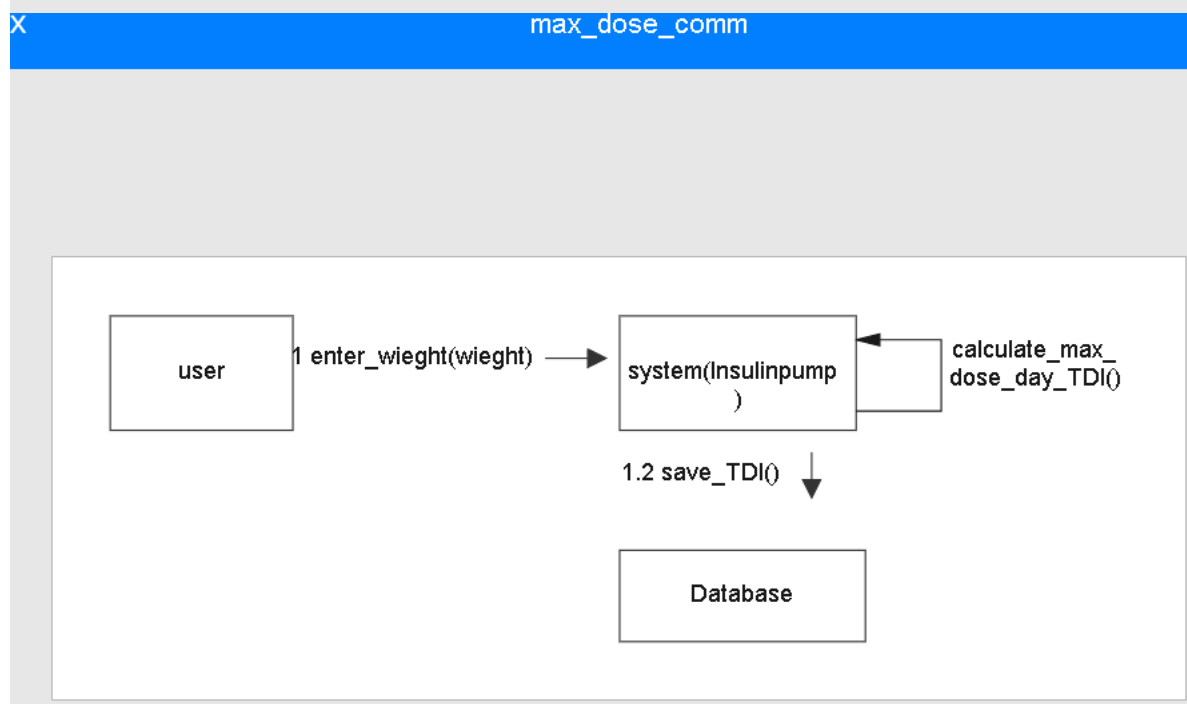 X
max_dose_comm
user
1 enter_wieght(wieght)
system(Insulinpump
)
calculate_max_
dose_day_TDI()
1.2 save_TDI()
Database